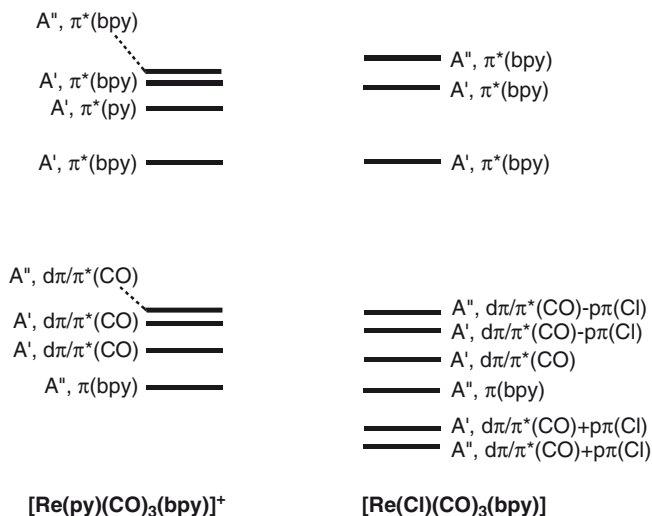 A", π*(bpy)
A', π*(bpy)
A', π*(py)
A', π*(bpy)
A", dπ/π*(CO)
A', dπ/π*(CO)
A', dπ/π*(CO)
A", π(bpy)
[Re(py)(CO)₃(bpy)]⁺
A", π*(bpy)
A', π*(bpy)
A', π*(bpy)
A", dπ/π*(CO)-pπ(Cl)
A', dπ/π*(CO)-pπ(Cl)
A', dπ/π*(CO)
A", π(bpy)
A', dπ/π*(CO)+pπ(Cl)
A", dπ/π*(CO)+pπ(Cl)
[Re(Cl)(CO)₃(bpy)]